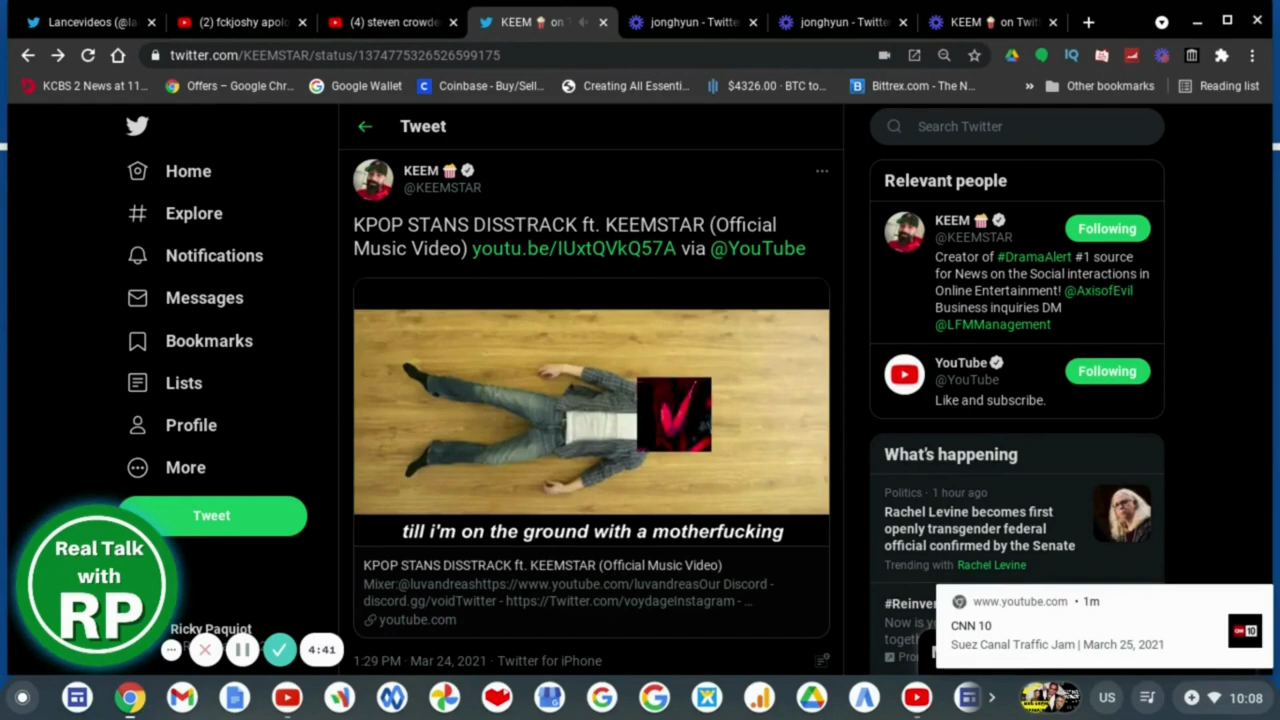 Lancevideos (@la
(2) fckjoshy apolo
(4) steven crowde
KEEM on T
jonghyun - Twitte
jonghyun - Twitte
KEEM on Twit
twitter.com/KEEMSTAR/status/1374775326526599175
KCBS 2 News at 11...
Offers – Google Chr...
Google Wallet
Coinbase - Buy/Sell...
Creating All Essenti...
$4326.00 · BTC to...
Bittrex.com - The N...
Other bookmarks
Reading list
Home
Explore
Notifications
Messages
Bookmarks
Lists
Profile
More
Tweet
Real Talk
with
RP
Ricky Paquiot
4:41
Tweet
KEEM
@KEEMSTAR
KPOP STANS DISSTRACK ft. KEEMSTAR (Official
Music Video) youtu.be/IUxtQVkQ57A via @YouTube
till i'm on the ground with a motherfucking
KPOP STANS DISSTRACK ft. KEEMSTAR (Official Music Video)
Mixer:@luvandreashttps://www.youtube.com/luvandreasOur Discord -
discord.gg/voidTwitter - https://Twitter.com/voydageInstagram - ...
youtube.com
1:29 PM · Mar 24, 2021 · Twitter for iPhone
Search Twitter
Relevant people
KEEM
@KEEMSTAR
Following
Creator of #DramaAlert #1 source
for News on the Social interactions in
Online Entertainment! @AxisofEvil
Business inquiries DM
@LFMManagement
YouTube
@YouTube
Following
Like and subscribe.
What's happening
Politics · 1 hour ago
Rachel Levine becomes first
openly transgender federal
official confirmed by the Senate
Trending with Rachel Levine
#Reinve
Now is yo
togeth
Pro
www.youtube.com · 1m
CNN 10
Suez Canal Traffic Jam | March 25, 2021
US
10:08